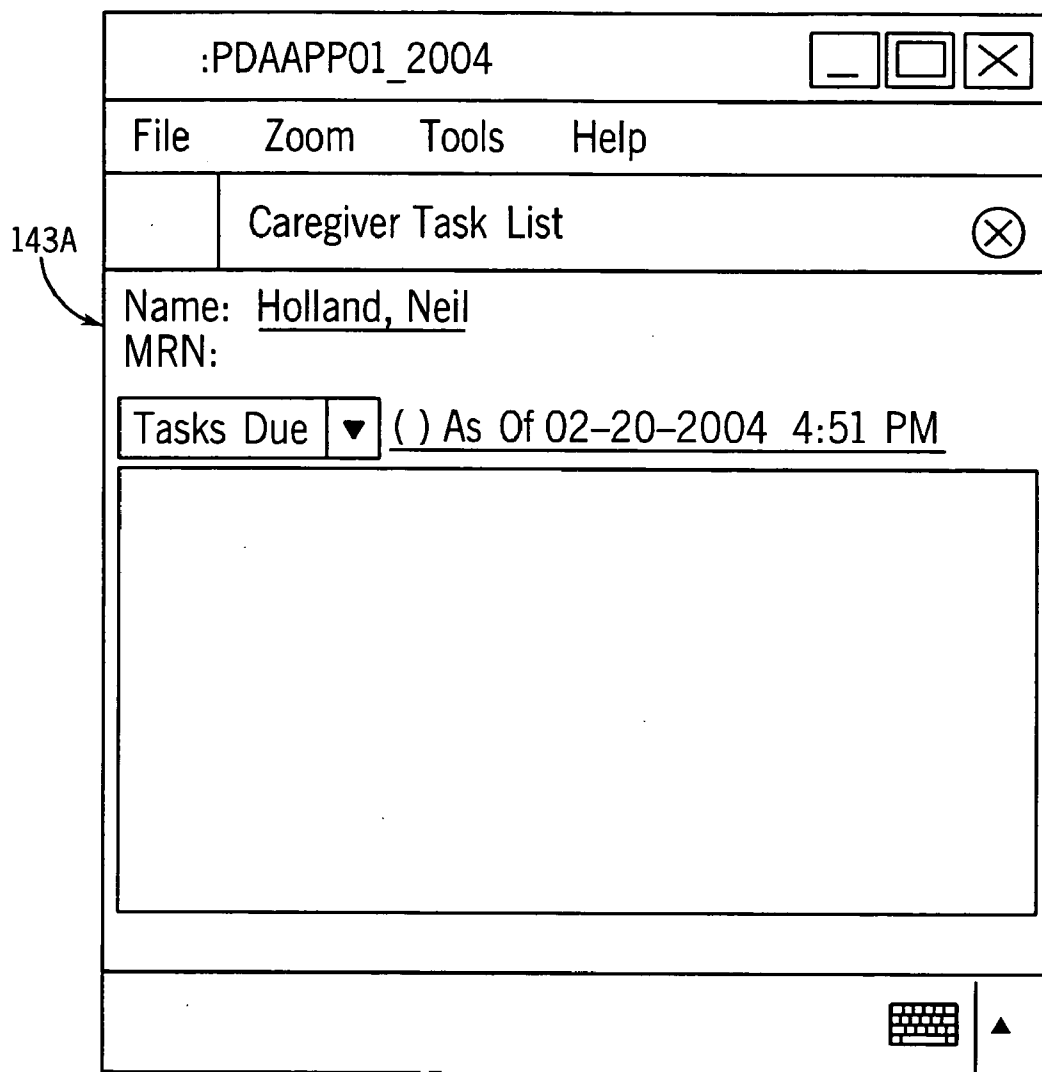 :PDAAPP01_2004
File Zoom Tools Help
Caregiver Task List
143A
Name: Holland, Neil
MRN:
Tasks Due ( ) As Of 02–20–2004 4:51 PM